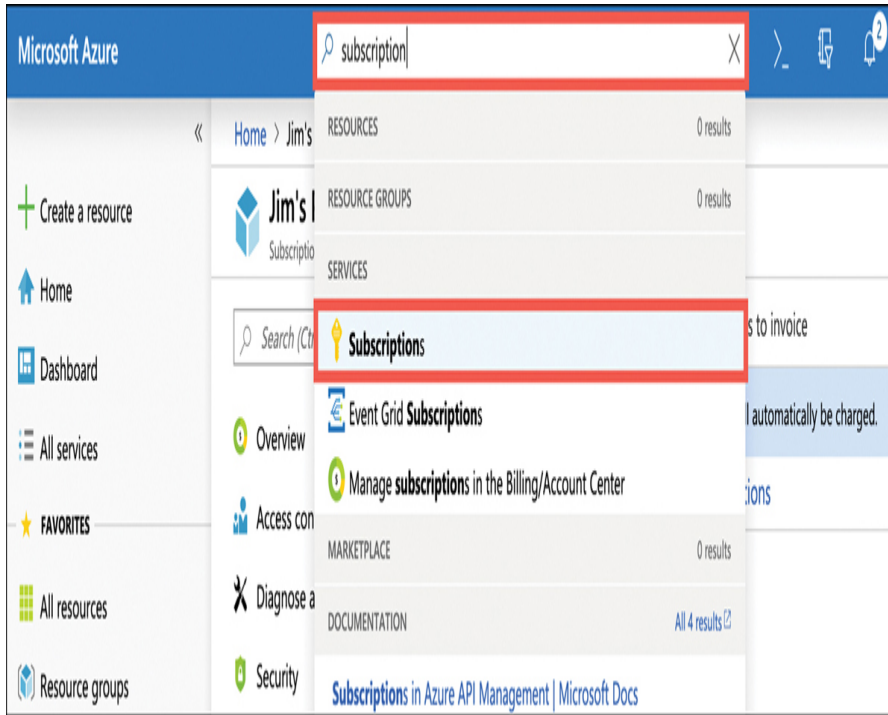 Microsoft Azure
subscription
2
Home > Jim's
Jim's
Subscriptio
Search (Ct
Create a resource
Home
Dashboard
All services
FAVORITES
All resources
Resource groups
Overview
Access con
Diagnose a
Security
RESOURCES 0 results
RESOURCE GROUPS 0 results
SERVICES
Subscriptions
Event Grid Subscriptions
Manage subscriptions in the Billing/Account Center
MARKETPLACE 0 results
DOCUMENTATION All 4 results
Subscriptions in Azure API Management | Microsoft Docs
s to invoice
l automatically be charged.
tions